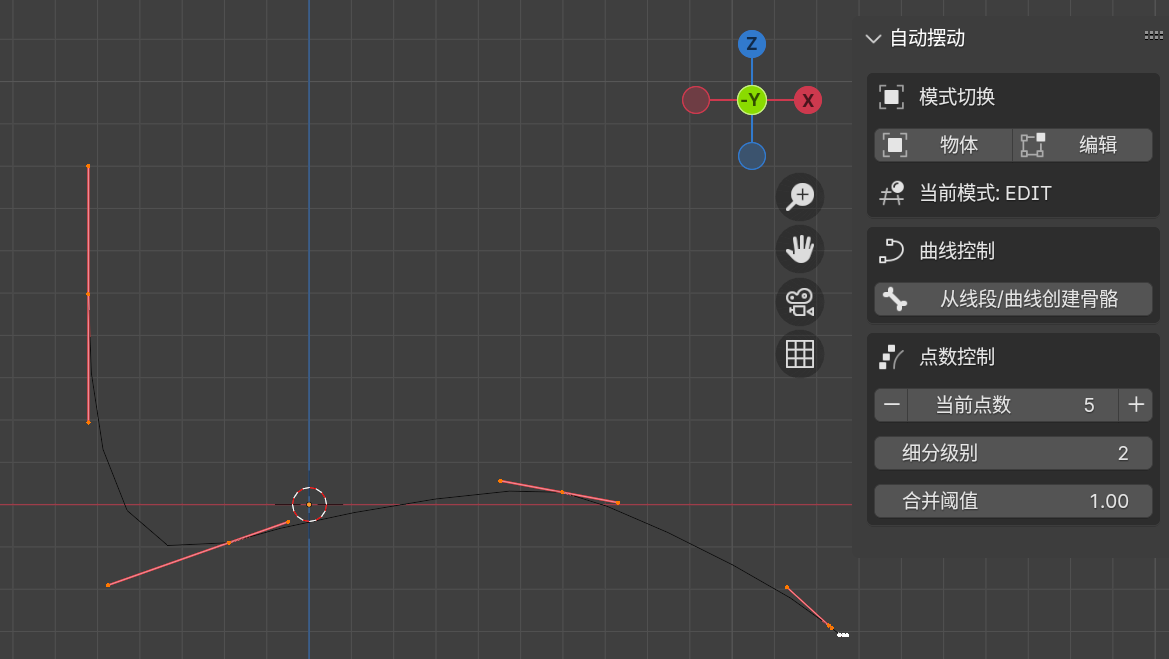 自动摆动
Z
-Y
X
模式切换
物体
编辑
当前模式: EDIT
曲线控制
从线段/曲线创建骨骼
点数控制
当前点数 5
细分级别 2
合并阈值 1.00